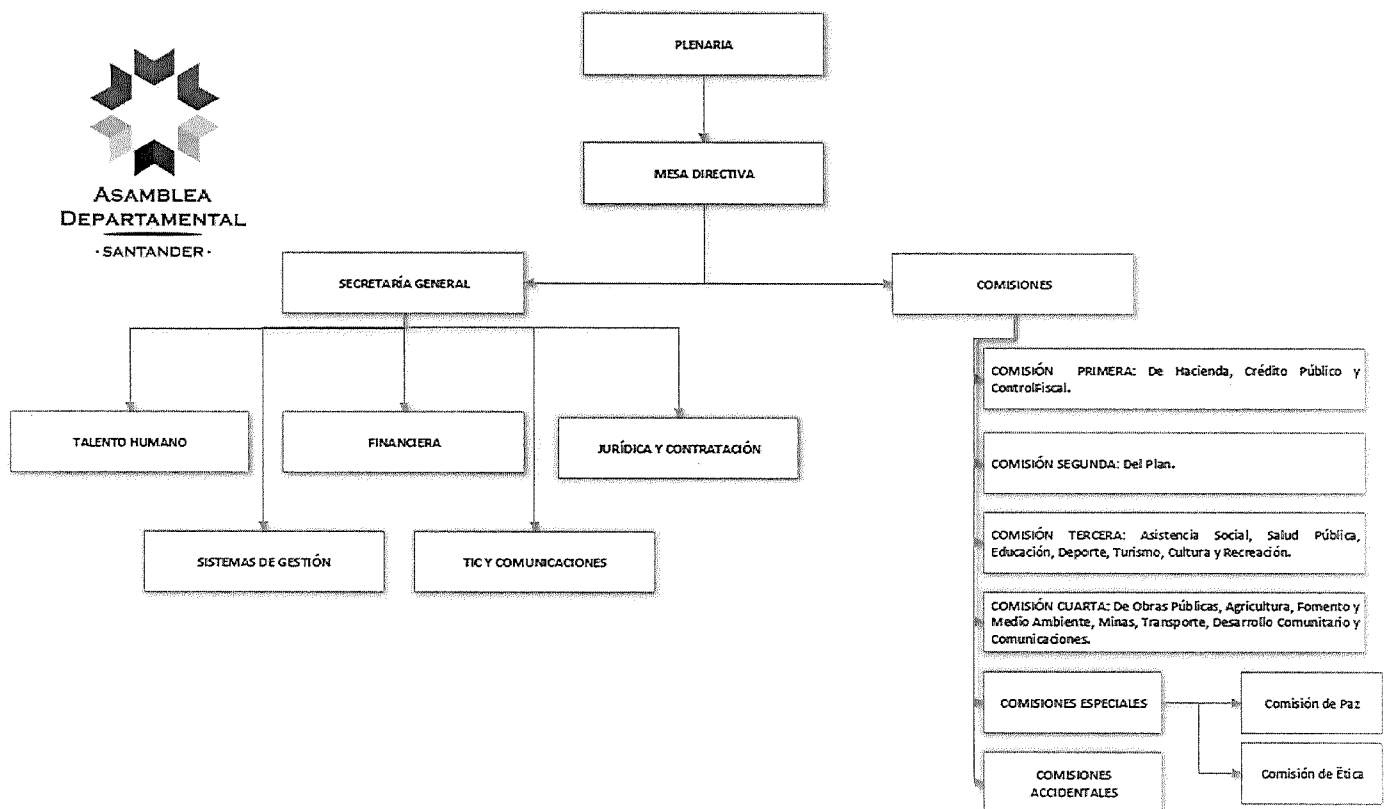 PLENARIA
ASAMBLEA
DEPARTAMENTAL
·SANTANDER·
MESA DIRECTIVA
SECRETARÍA GENERAL
COMISIONES
TALENTO HUMANO
FINANCIERA
JURÍDICA Y CONTRATACIÓN
SISTEMAS DE GESTIÓN
TIC Y COMUNICACIONES
COMISIÓN PRIMERA: De Hacienda, Crédito Público y
ControlFiscal.
COMISIÓN SEGUNDA: Del Plan.
COMISIÓN TERCERA: Asistencia Social, Salud Pública,
Educación, Deporte, Turismo, Cultura y Recreación.
COMISIÓN CUARTA: De Obras Públicas, Agricultura, Fomento y
Medio Ambiente, Minas, Transporte, Desarrollo Comunitario y
Comunicaciones.
COMISIONES ESPECIALES
Comisión de Paz
Comisión de Ética
COMISIONES
ACCIDENTALES